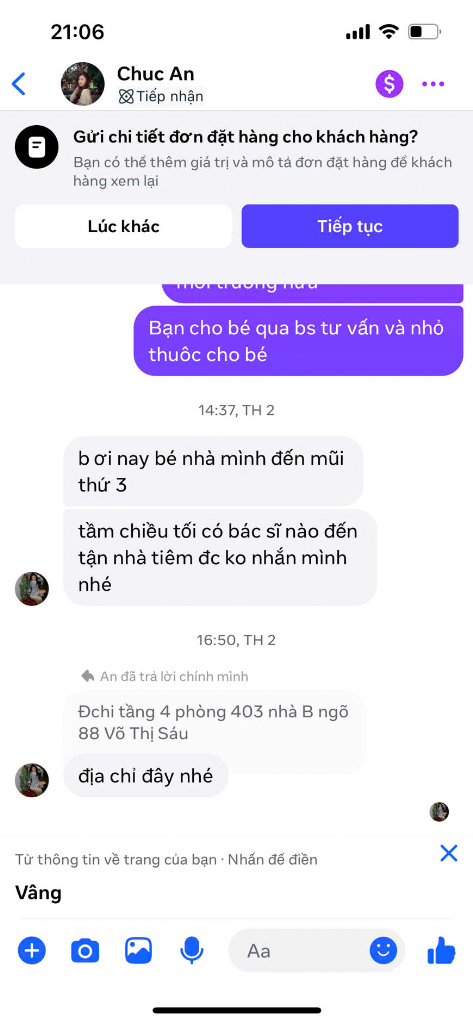 21:06
Chuc An
Tiếp nhận
Gửi chi tiết đơn đặt hàng cho khách hàng?
Bạn có thể thêm giá trị và mô tả đơn đặt hàng để khách
hàng xem lại
Lúc khác
Tiếp tục
Bạn cho bé qua bs tư vấn và nhỏ
thuôc cho bé
14:37, TH 2
b ơi nay bé nhà mình đến mũi
thứ 3
tầm chiều tối có bác sĩ nào đến
tận nhà tiêm đc ko nhắn mình
nhé
16:50, TH 2
An đã trả lời chính mình
Đchi tầng 4 phòng 403 nhà B ngõ
88 Võ Thị Sáu
địa chỉ đây nhé
Từ thông tin về trang của bạn · Nhấn để điền
Vâng
Aa